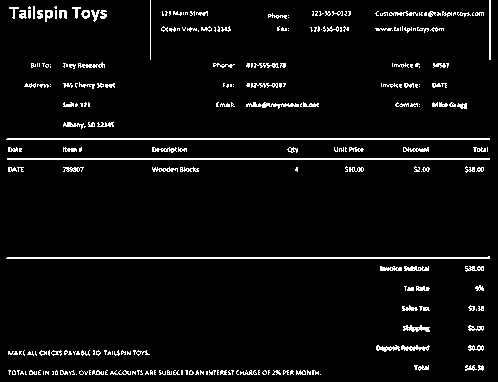 Tailspin Toys
123 Main Street Phone: 123-555-0123 CustomerService@tailspintoys.com
Ocean View, MO 12345 Fax: 123-555-0124 www.tailspintoys.com
Bill To: Trey Research Phone: 432-555-0178 Invoice #: 34567
Address: 345 Cherry Street Fax: 432-555-0187 Invoice Date: DATE
Suite 123 Email: mike@treyresearch.net Contact: Mike Gragg
Albany, SD 12345
Date Item # Description Qty Unit Price Discount Total
DATE 789807 Wooden Blocks 4 $10.00 $2.00 $38.00
Invoice Subtotal $38.00
Tax Rate 9%
Sales Tax $3.38
Shipping $5.00
Deposit Received $0.00
MAKE ALL CHECKS PAYABLE TO TAILSPIN TOYS.
Total $46.38
TOTAL DUE IN 10 DAYS. OVERDUE ACCOUNTS ARE SUBJECT TO AN INTEREST CHARGE OF 2% PER MONTH.